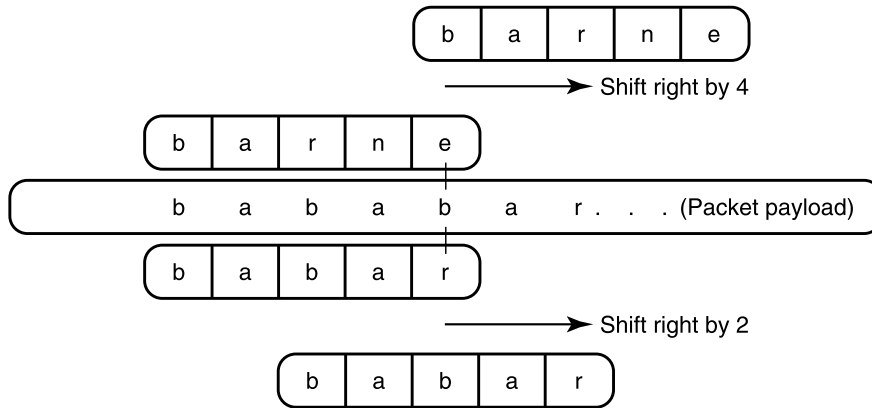 b a r n e
Shift right by 4
b a r n e
b a b a b a r . . . (Packet payload)
b a b a r
Shift right by 2
b a b a r